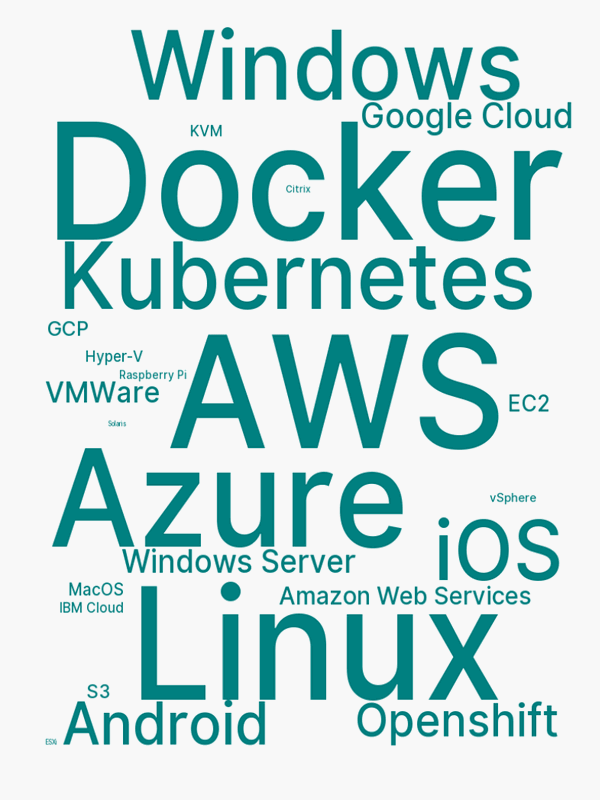 Windows
Google Cloud
KVM
Docker
Citrix
Kubernetes
GCP
AWS
Hyper-V
Raspberry Pi
VMWare
EC2
Solaris
Azure
vSphere
iOS
Windows Server
MacOS
Amazon Web Services
IBM Cloud
Linux
S3
Android
Openshift
ESXi